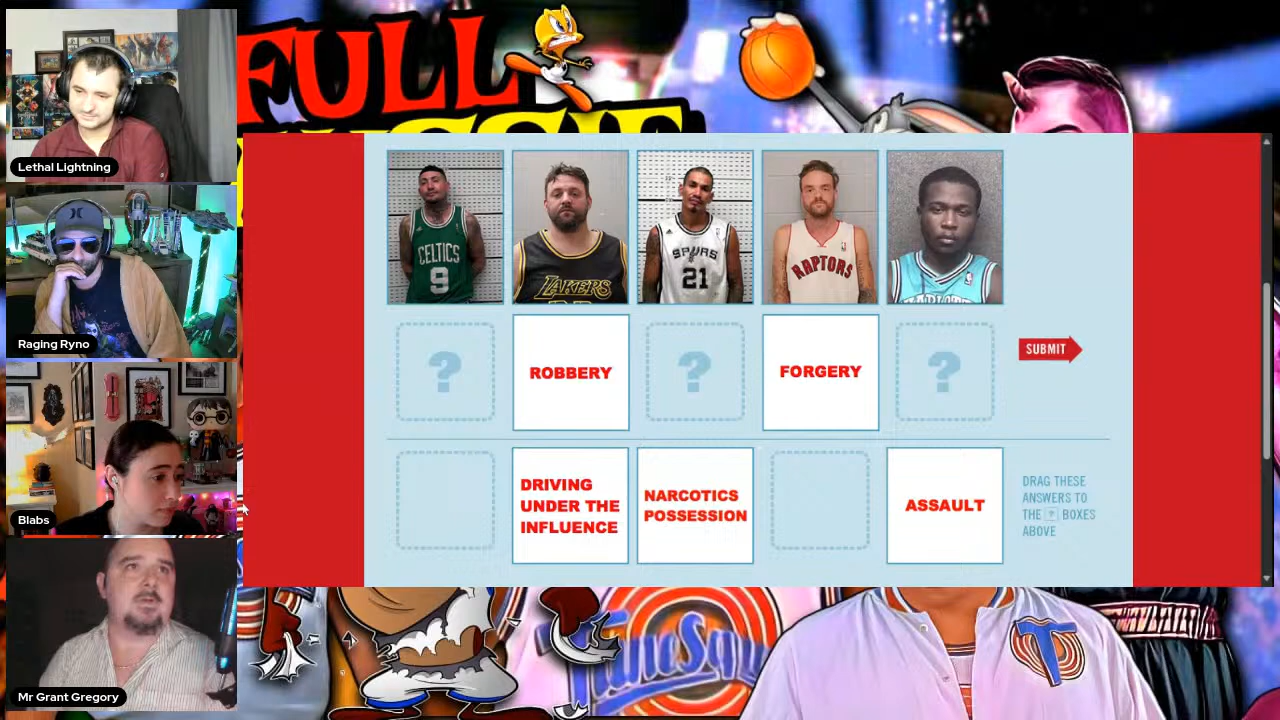 FULL
Lethal Lightning
Raging Ryno
Blabs
Mr Grant Gregory
CELTICS
9
LAKERS
SPURS
21
RAPTORS
?
ROBBERY
?
FORGERY
?
SUBMIT
DRIVING
UNDER THE
INFLUENCE
NARCOTICS
POSSESSION
ASSAULT
DRAG THESE
ANSWERS TO
THE ? BOXES
ABOVE